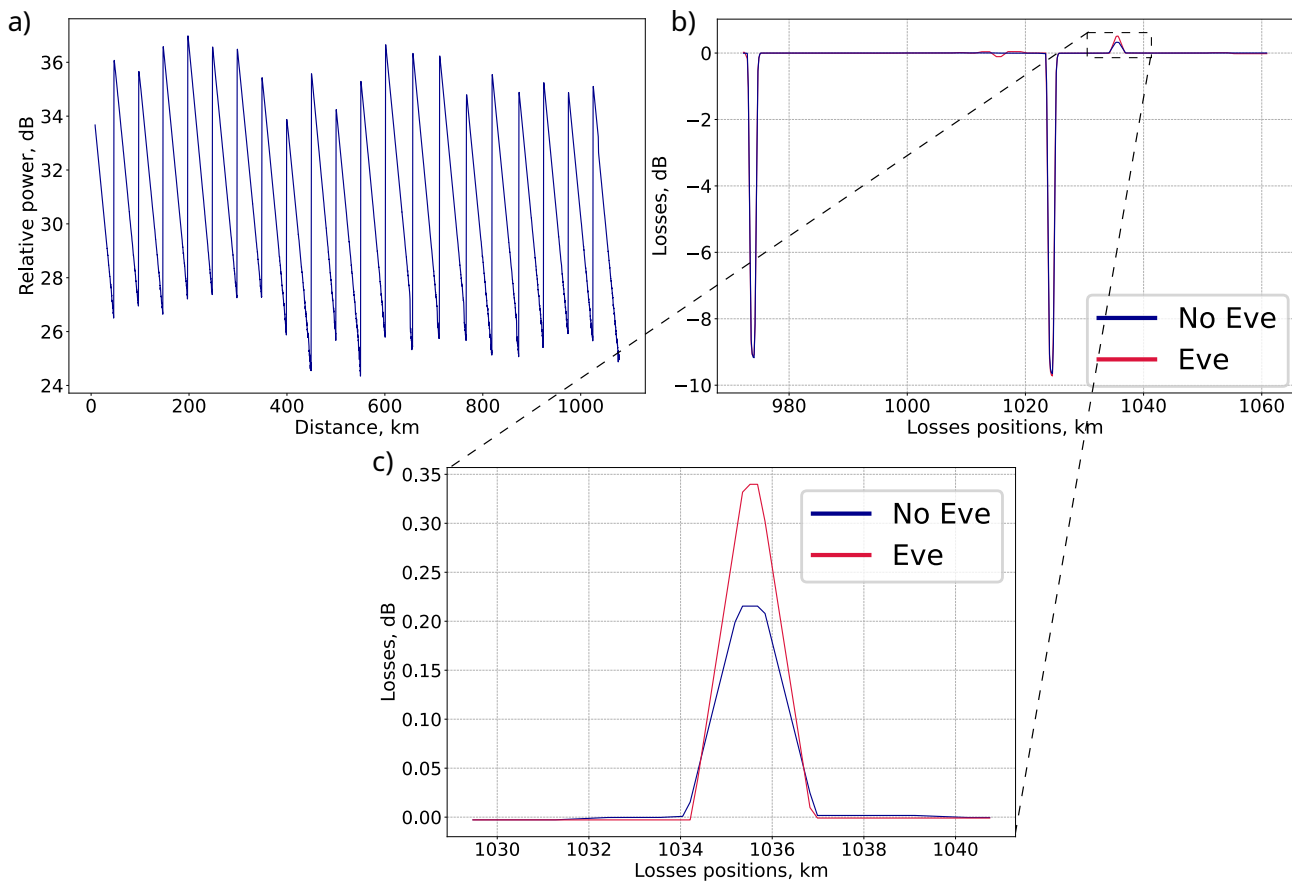 a)
Relative power, dB
36
34
32
30
28
26
24
0 200 400 600 800 1000
Distance, km
b)
Losses, dB
0
−2
−4
−6
−8
−10
No Eve
Eve
980 1000 1020 1040 1060
Losses positions, km
c)
Losses, dB
0.35
0.30
0.25
0.20
0.15
0.10
0.05
0.00
No Eve
Eve
1030 1032 1034 1036 1038 1040
Losses positions, km